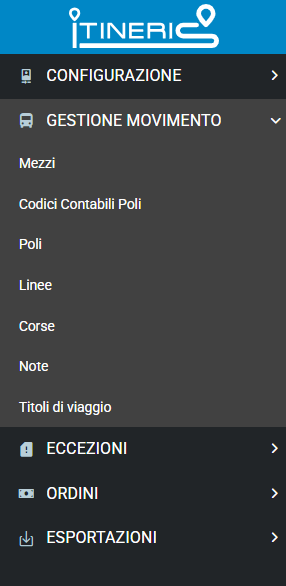 ITINERIS
CONFIGURAZIONE
GESTIONE MOVIMENTO
Mezzi
Codici Contabili Poli
Poli
Linee
Corse
Note
Titoli di viaggio
ECCEZIONI
ORDINI
ESPORTAZIONI